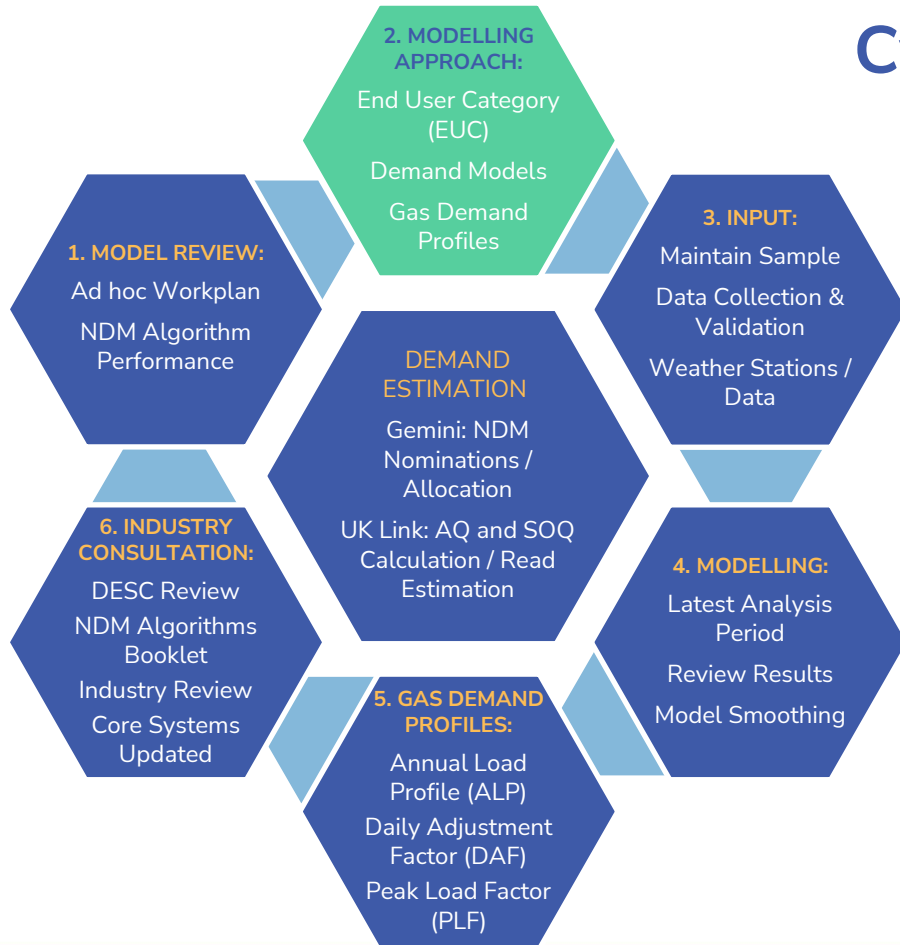 2. MODELLING
APPROACH:
End User Category
(EUC)
Demand Models
Gas Demand
Profiles
1. MODEL REVIEW:
Ad hoc Workplan
NDM Algorithm
Performance
3. INPUT:
Maintain Sample
Data Collection &
Validation
Weather Stations /
Data
DEMAND
ESTIMATION
Gemini: NDM
Nominations /
Allocation
UK Link: AQ and SOQ
Calculation / Read
Estimation
6. INDUSTRY
CONSULTATION:
DESC Review
NDM Algorithms
Booklet
Industry Review
Core Systems
Updated
4. MODELLING:
Latest Analysis
Period
Review Results
Model Smoothing
5. GAS DEMAND
PROFILES:
Annual Load
Profile (ALP)
Daily Adjustment
Factor (DAF)
Peak Load Factor
(PLF)